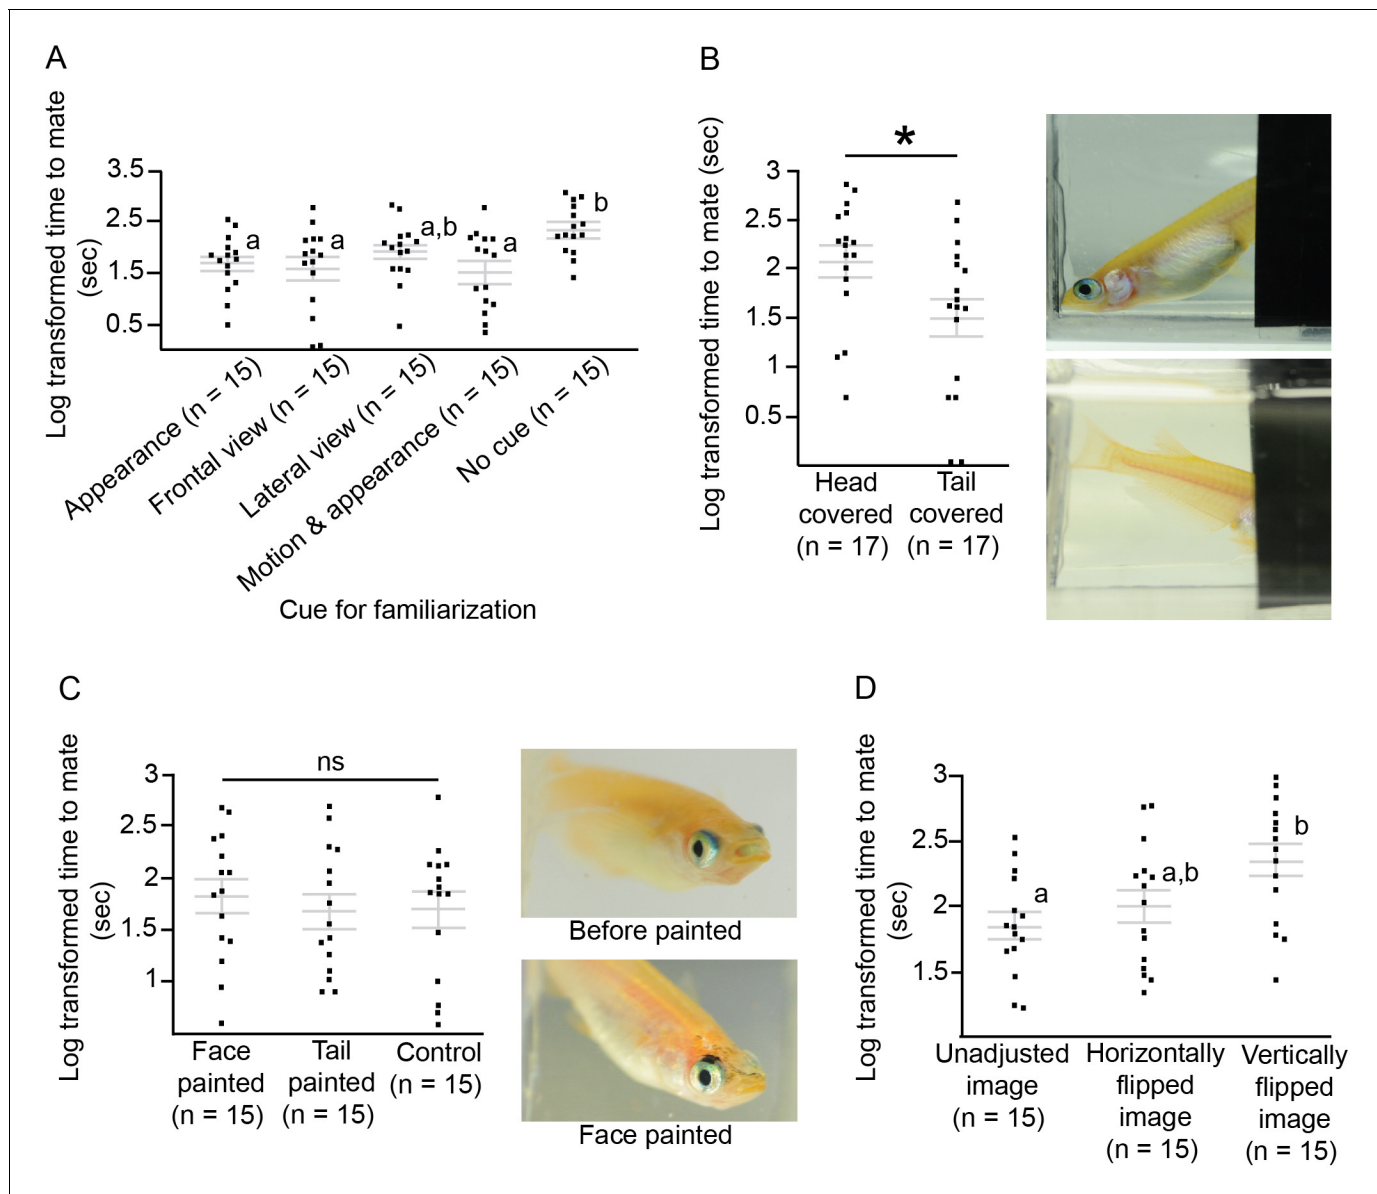 A
Log transformed time to mate
(sec)
3.5
2.5
1.5
0.5
a
a
a,b
a
b
Appearance (n = 15)
Frontal view (n = 15)
Lateral view (n = 15)
Motion & appearance (n = 15)
No cue (n = 15)
Cue for familiarization
B
Log transformed time to mate (sec)
3
2.5
2
1.5
1
0.5
*
Head
covered
(n = 17)
Tail
covered
(n = 17)
C
Log transformed time to mate
(sec)
3
2.5
2
1.5
1
ns
Face
painted
(n = 15)
Tail
painted
(n = 15)
Control
(n = 15)
Before painted
Face painted
D
Log transformed time to mate
(sec)
3
2.5
2
1.5
a
a,b
b
Unadjusted
image
(n = 15)
Horizontally
flipped
image
(n = 15)
Vertically
flipped
image
(n = 15)